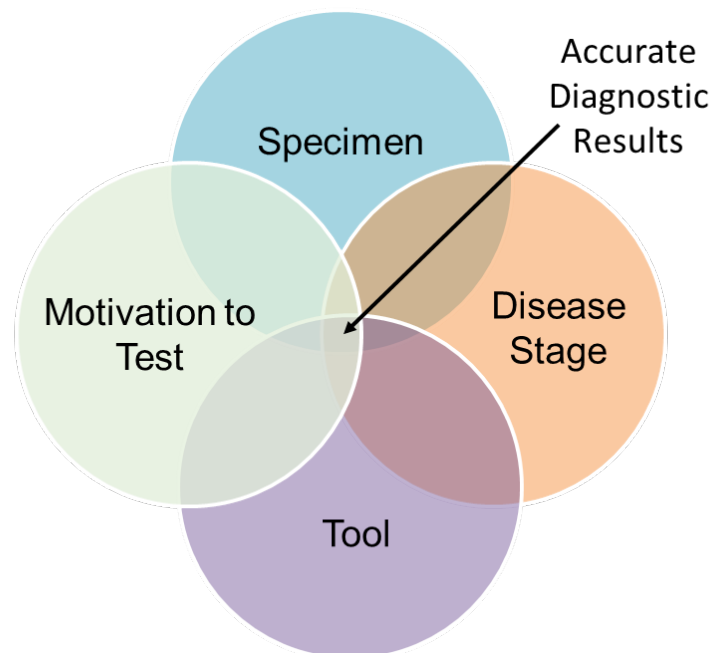 Accurate
Diagnostic
Results
Specimen
Motivation to
Test
Disease
Stage
Tool